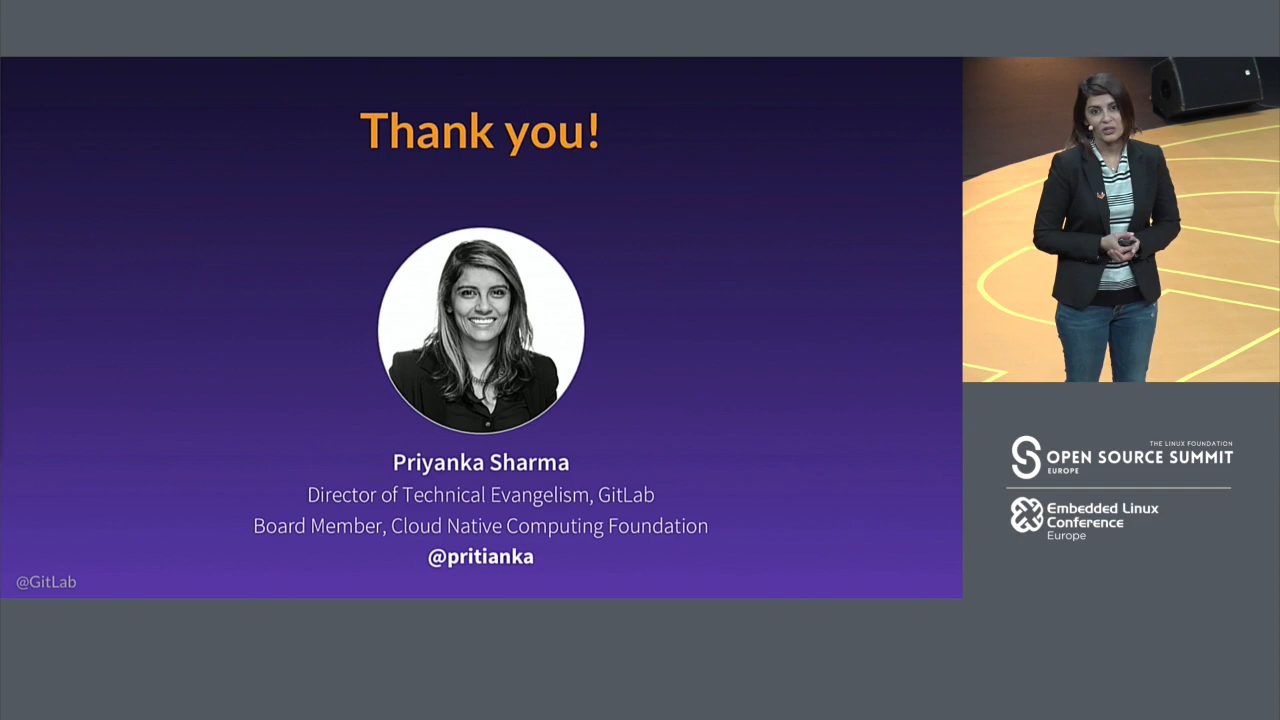 Thank you!
Priyanka Sharma
Director of Technical Evangelism, GitLab
Board Member, Cloud Native Computing Foundation
@pritianka
@GitLab
THE LINUX FOUNDATION
OPEN SOURCE SUMMIT
EUROPE
Embedded Linux
Conference
Europe